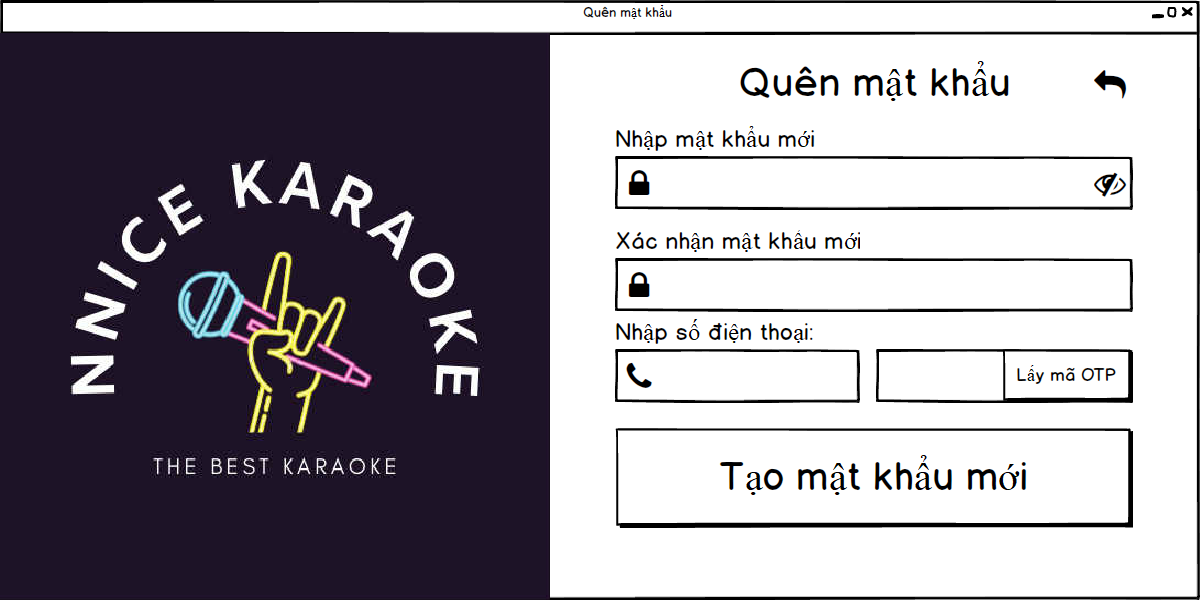 Quên mật khẩu
NNICE KARAOKE
THE BEST KARAOKE
Quên mật khẩu
Nhập mật khẩu mới
Xác nhận mật khẩu mới
Nhập số điện thoại:
Lấy mã OTP
Tạo mật khẩu mới